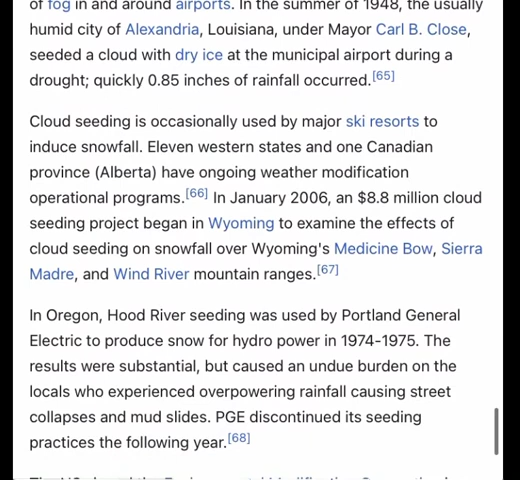 of fog in and around airports. In the summer of 1948, the usually
humid city of Alexandria, Louisiana, under Mayor Carl B. Close,
seeded a cloud with dry ice at the municipal airport during a
drought; quickly 0.85 inches of rainfall occurred.[65]
Cloud seeding is occasionally used by major ski resorts to
induce snowfall. Eleven western states and one Canadian
province (Alberta) have ongoing weather modification
operational programs.[66] In January 2006, an $8.8 million cloud
seeding project began in Wyoming to examine the effects of
cloud seeding on snowfall over Wyoming's Medicine Bow, Sierra
Madre, and Wind River mountain ranges.[67]
In Oregon, Hood River seeding was used by Portland General
Electric to produce snow for hydro power in 1974-1975. The
results were substantial, but caused an undue burden on the
locals who experienced overpowering rainfall causing street
collapses and mud slides. PGE discontinued its seeding
practices the following year.[68]